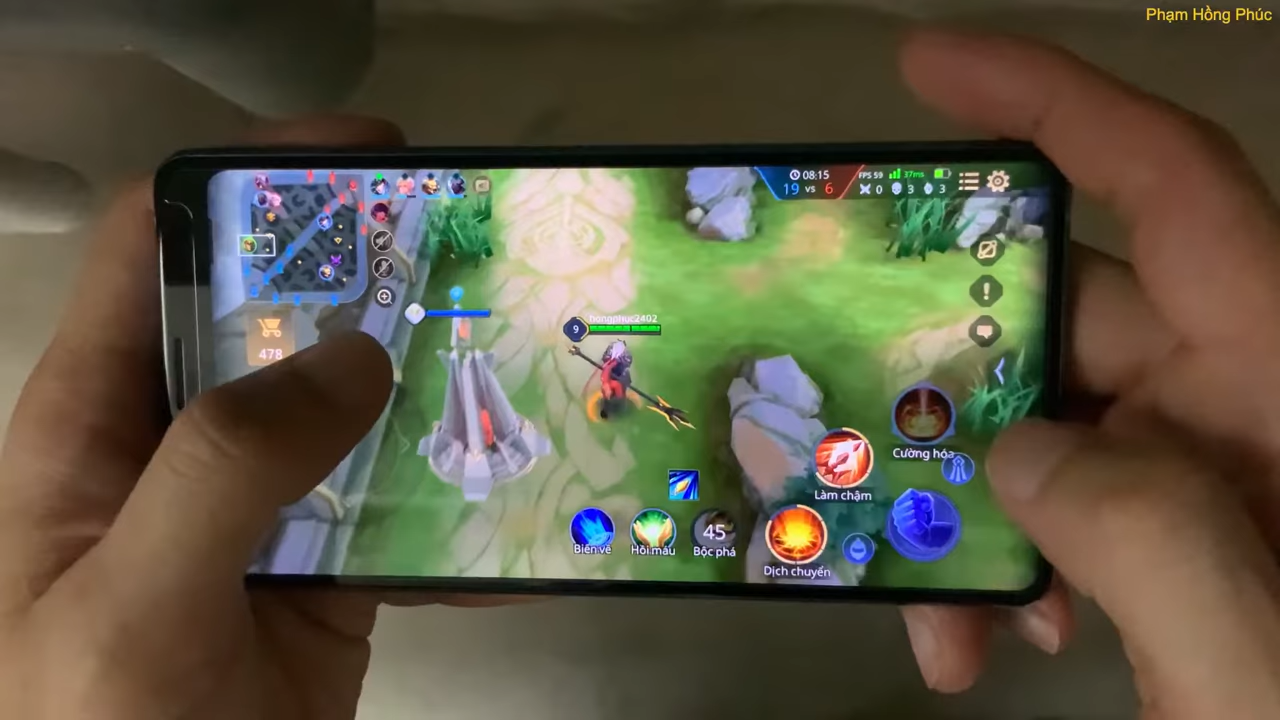 Phạm Hồng Phúc
08:15
19 vs 6
FPS 59 37ms
0 3 3
478
hongphuc2402
9
Cường hóa
Làm chậm
Biến về
Hồi máu
45
Bộc phá
Dịch chuyển